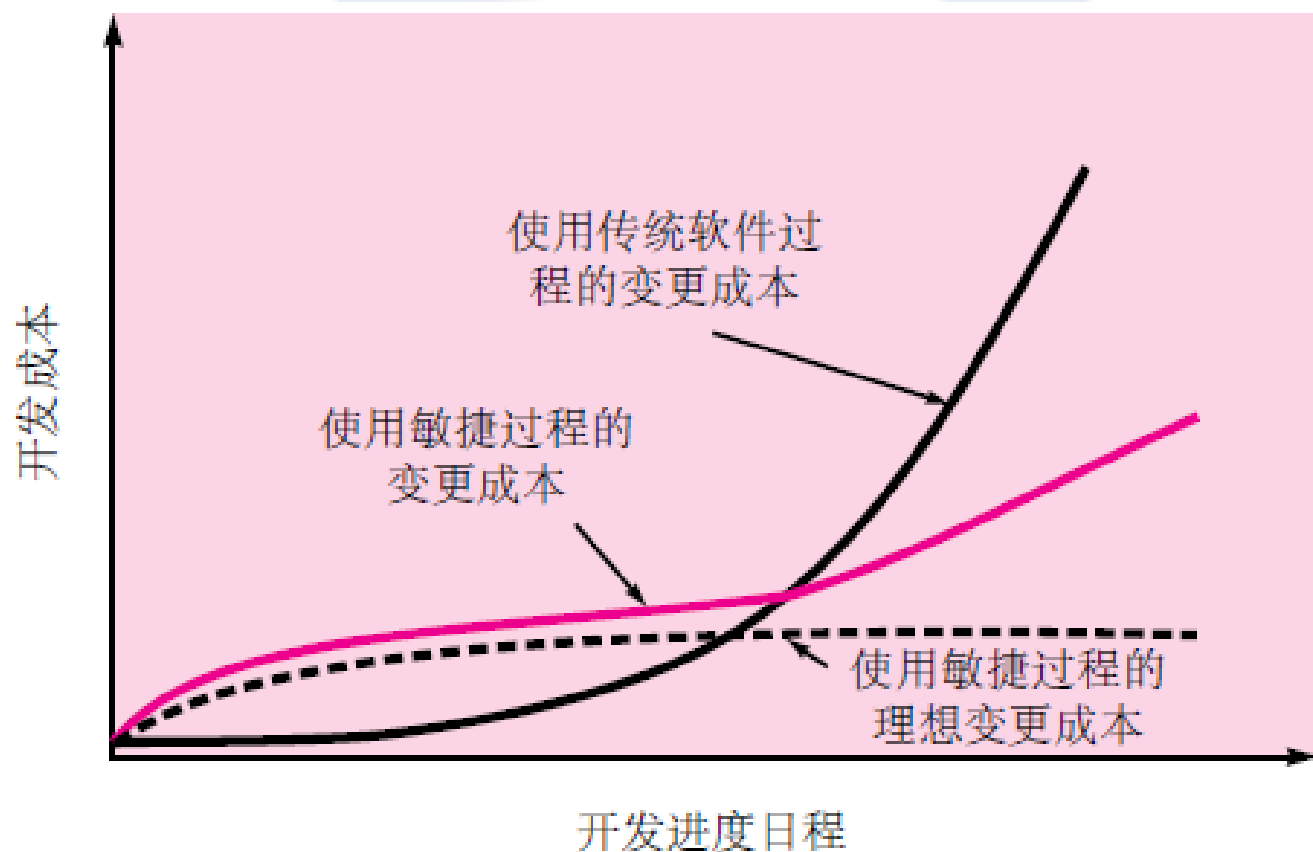 使用传统软件过
程的变更成本
使用敏捷过程的
变更成本
使用敏捷过程的
理想变更成本
开发成本
开发进度日程